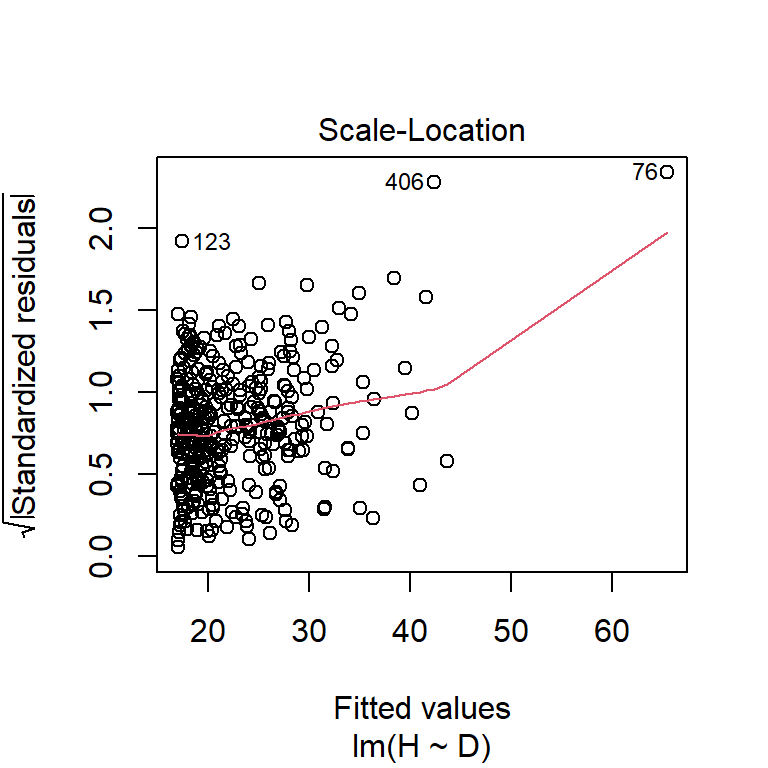 Scale-Location
√|Standardized residuals|
2.0
1.5
1.0
0.5
0.0
406
76
123
20 30 40 50 60
Fitted values
lm(H ~ D)